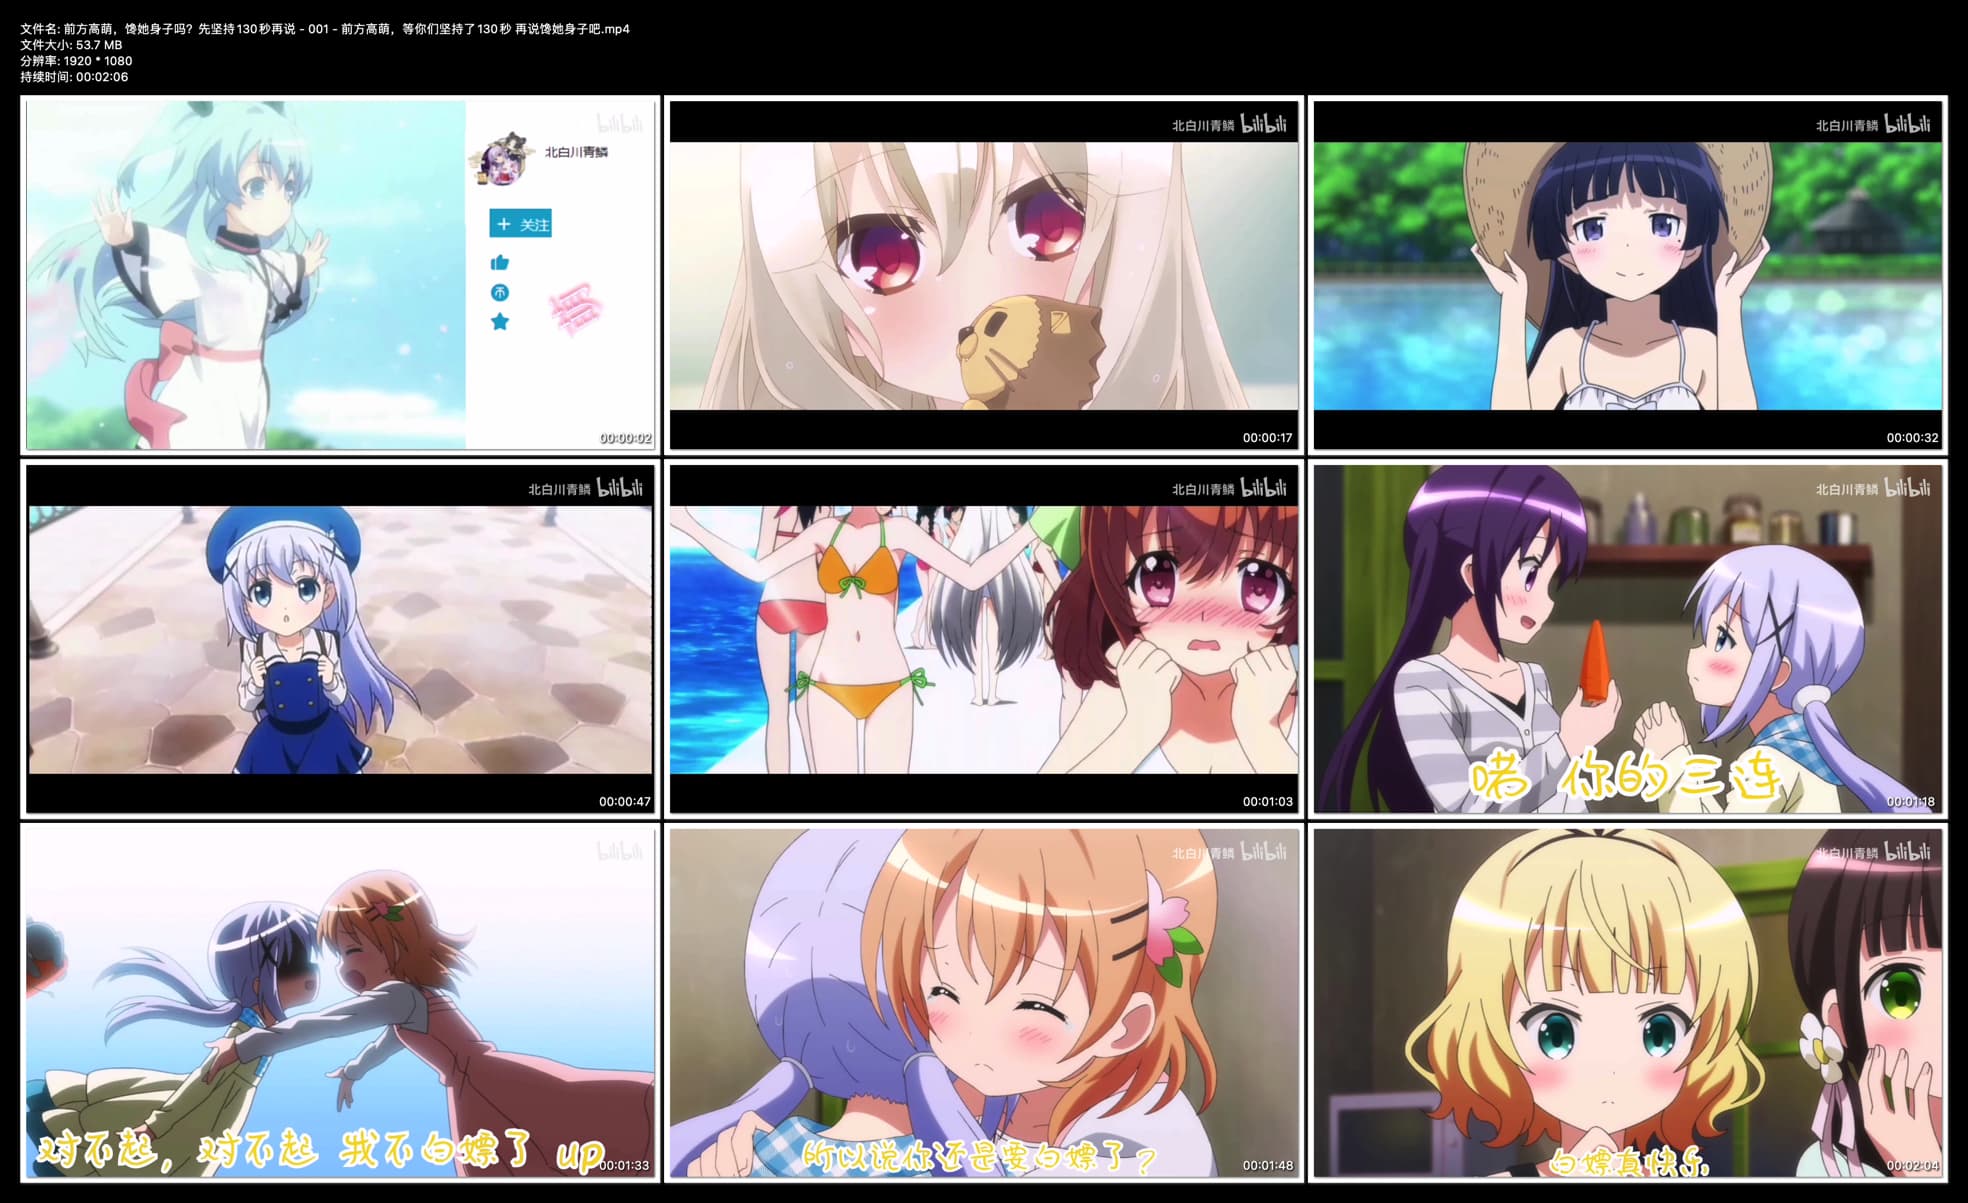 文件名: 前方高萌，馋她身子吗？先坚持130秒再说 - 001 - 前方高萌，等你们坚持了130秒 再说馋她身子吧.mp4
文件大小: 53.7 MB
分辨率: 1920 * 1080
持续时间: 00:02:06
bilibili
北白川青鳞
+ 关注
00:00:02
北白川青鳞 bilibili
00:00:17
北白川青鳞 bilibili
00:00:32
北白川青鳞 bilibili
00:00:47
北白川青鳞 bilibili
00:01:03
北白川青鳞 bilibili
喏 你的三连
00:01:18
bilibili
对不起，对不起 我不白嫖了 up
00:01:33
北白川青鳞 bilibili
所以说你还是要白嫖了？
00:01:48
北白川青鳞 bilibili
白嫖真快乐
00:02:04